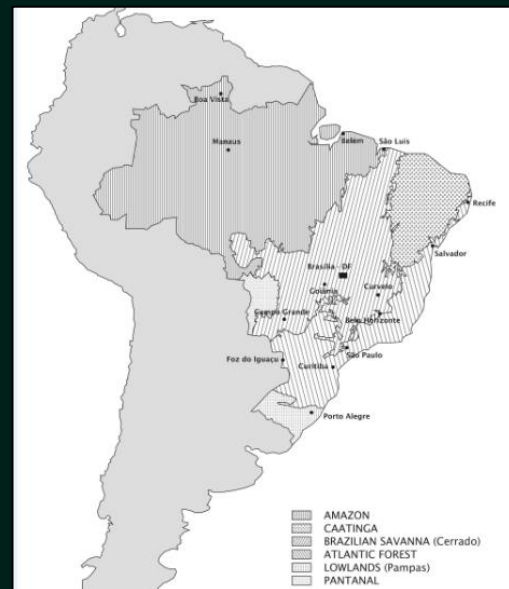 Boa Vista
Manaus
Belém
São Luís
Recife
Salvador
Brasília DF
Goiânia
Curvelo
Campo Grande
Belo Horizonte
São Paulo
Foz do Iguaçu
Curitiba
Porto Alegre
AMAZON
CAATINGA
BRAZILIAN SAVANNA (Cerrado)
ATLANTIC FOREST
LOWLANDS (Pampas)
PANTANAL